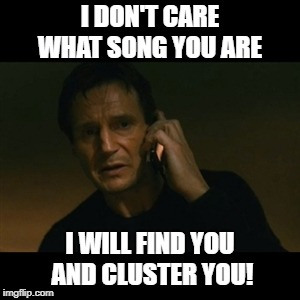 I DON'T CARE
WHAT SONG YOU ARE
I WILL FIND YOU
AND CLUSTER YOU!
imgflip.com